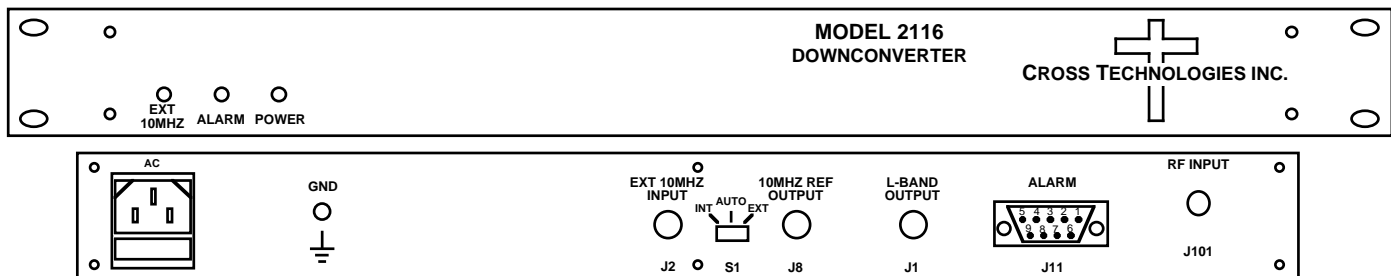 MODEL 2116
DOWNCONVERTER
CROSS TECHNOLOGIES INC.
EXT
10MHZ
ALARM
POWER
AC
GND
EXT 10MHZ
INPUT
INT
AUTO
EXT
10MHZ REF
OUTPUT
L-BAND
OUTPUT
ALARM
5 4 3 2 1
9 8 7 6
RF INPUT
J2
S1
J8
J1
J11
J101